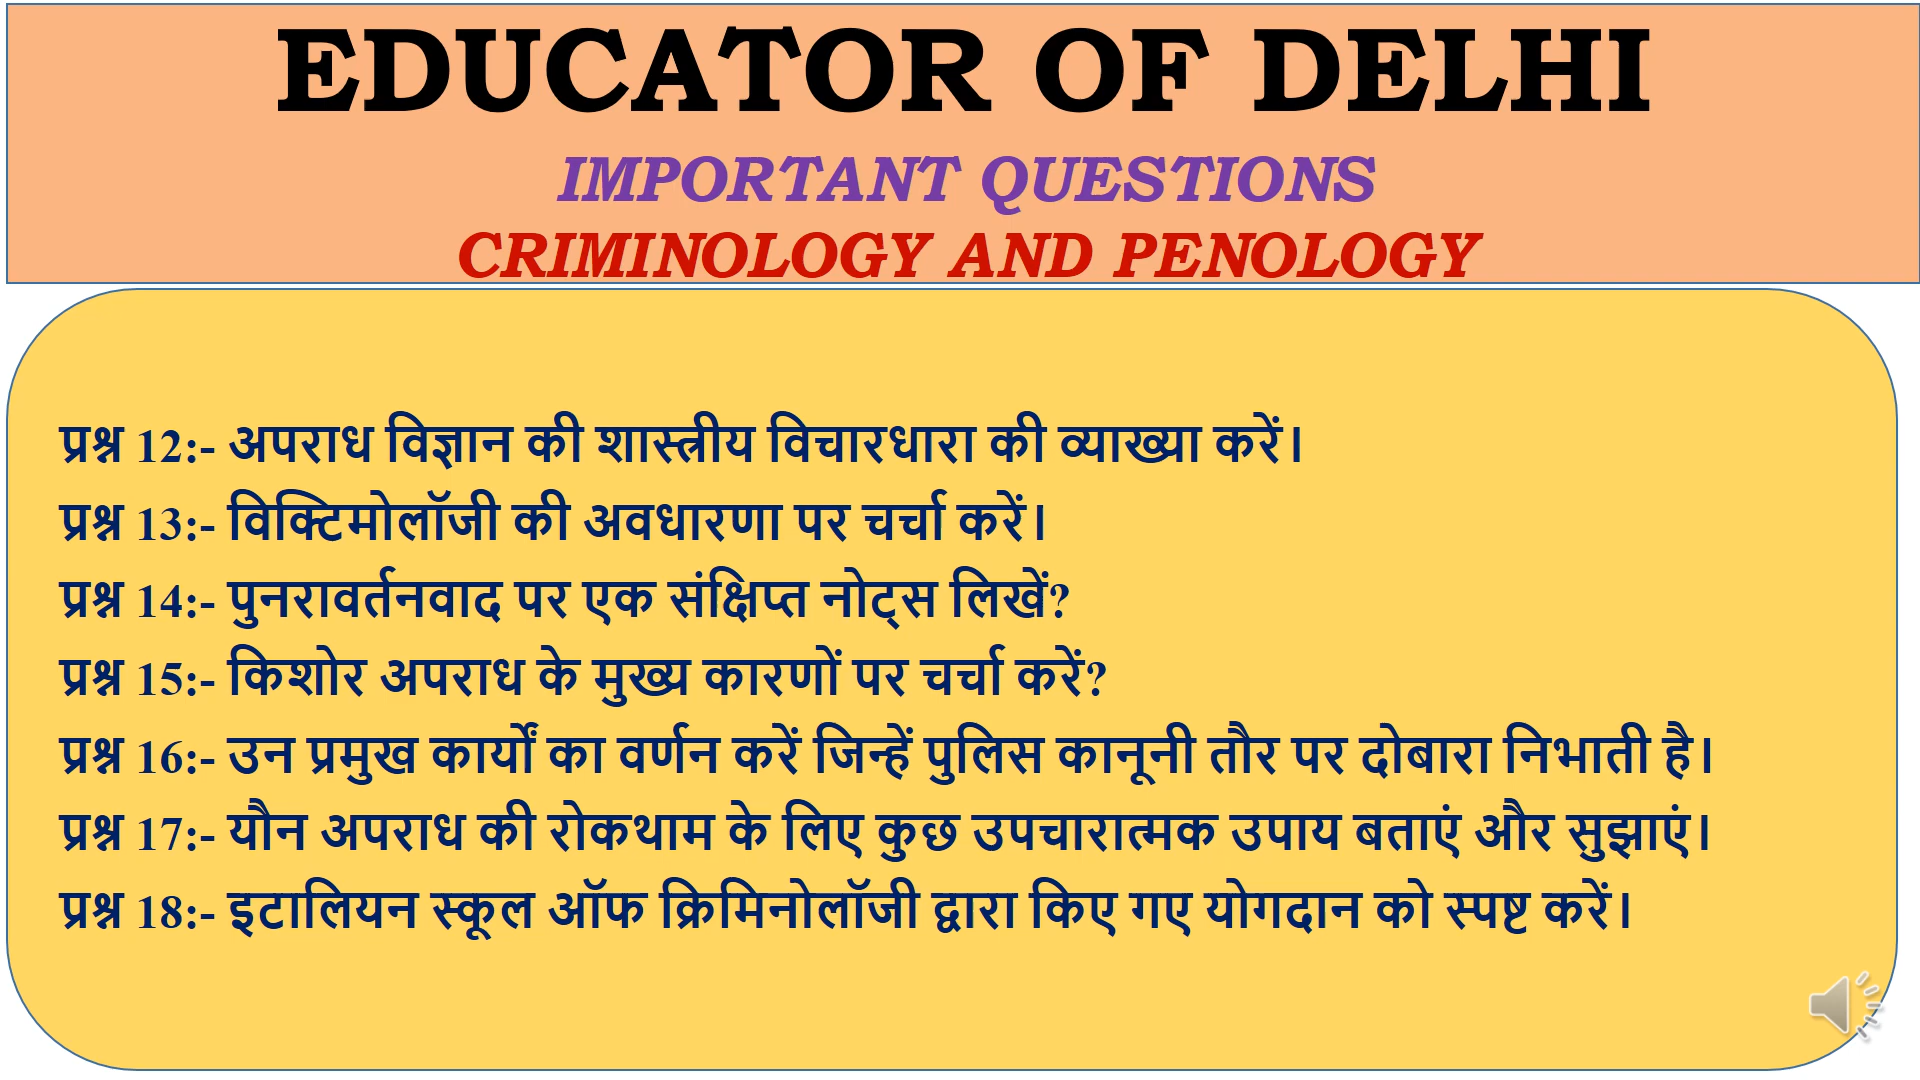 EDUCATOR OF DELHI
IMPORTANT QUESTIONS
CRIMINOLOGY AND PENOLOGY
प्रश्न 12:- अपराध विज्ञान की शास्त्रीय विचारधारा की व्याख्या करें।
प्रश्न 13:- विक्टिमोलॉजी की अवधारणा पर चर्चा करें।
प्रश्न 14:- पुनरावर्तनवाद पर एक संक्षिप्त नोट्स लिखें?
प्रश्न 15:- किशोर अपराध के मुख्य कारणों पर चर्चा करें?
प्रश्न 16:- उन प्रमुख कार्यों का वर्णन करें जिन्हें पुलिस कानूनी तौर पर दोबारा निभाती है।
प्रश्न 17:- यौन अपराध की रोकथाम के लिए कुछ उपचारात्मक उपाय बताएं और सुझाएं।
प्रश्न 18:- इटालियन स्कूल ऑफ क्रिमिनोलॉजी द्वारा किए गए योगदान को स्पष्ट करें।